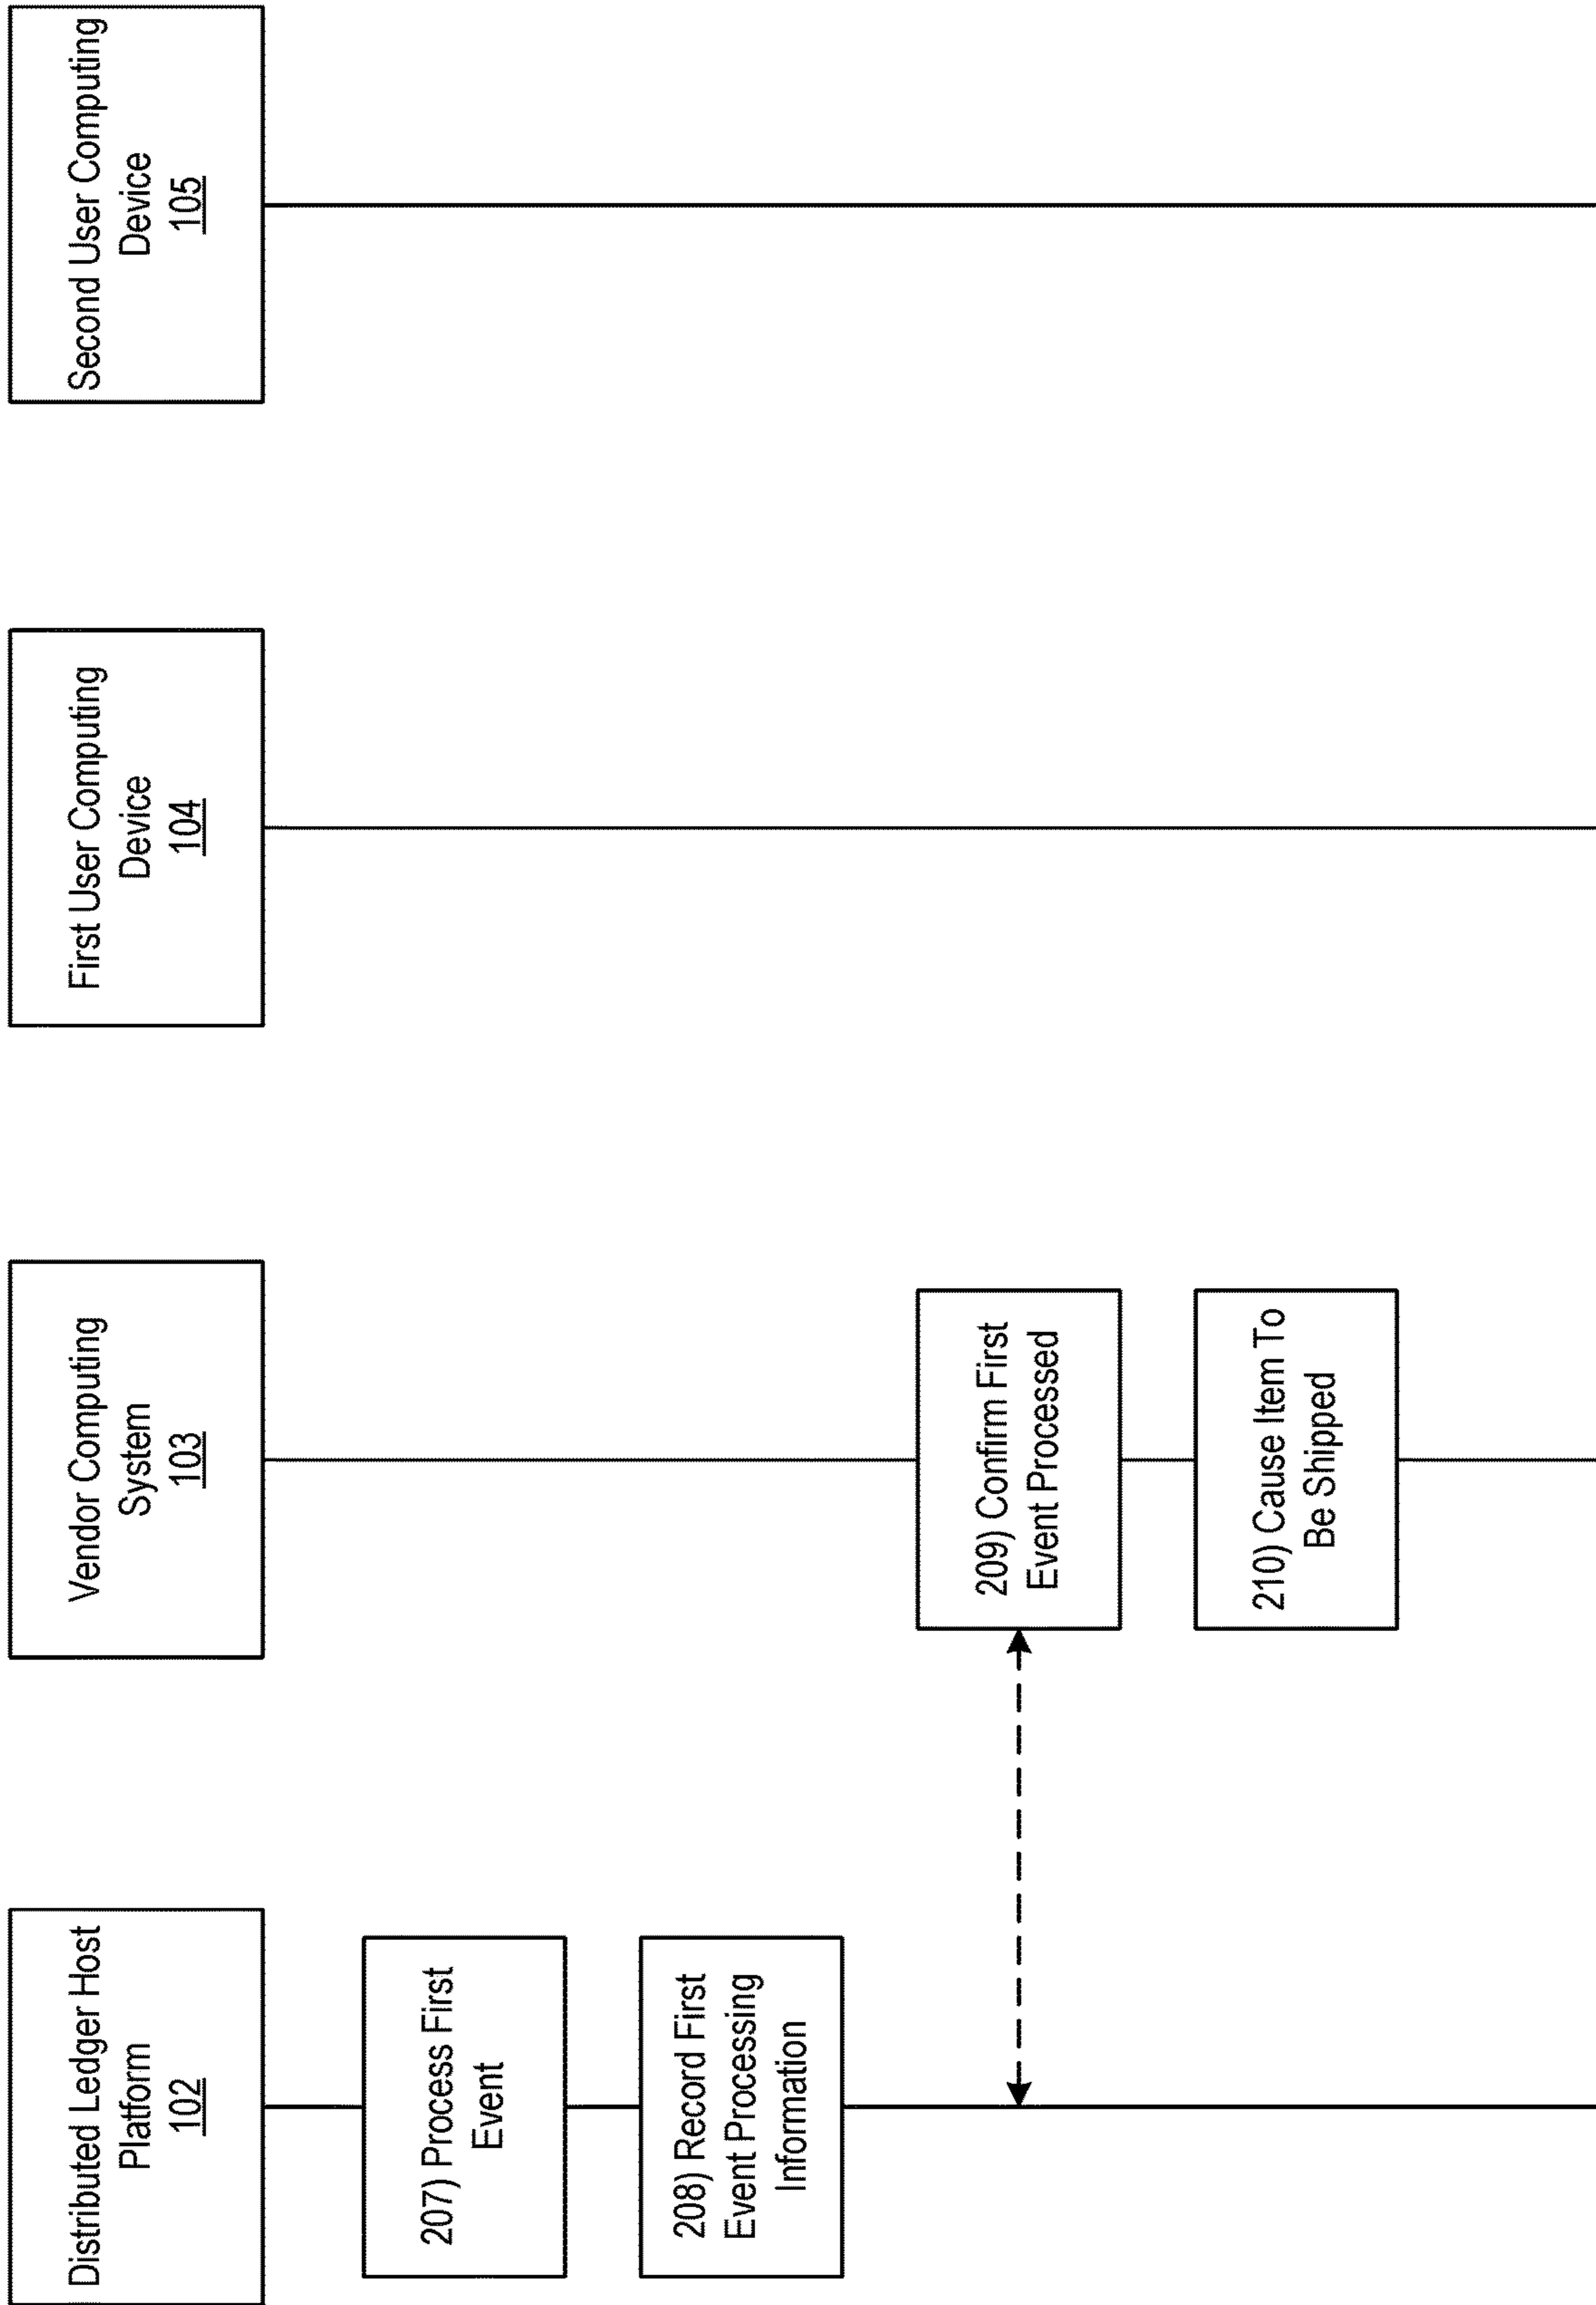 Distributed Ledger Host
Platform
102
Vendor Computing
System
103
First User Computing
Device
104
Second User Computing
Device
105
207) Process First
Event
208) Record First
Event Processing
Information
209) Confirm First
Event Processed
210) Cause Item To
Be Shipped